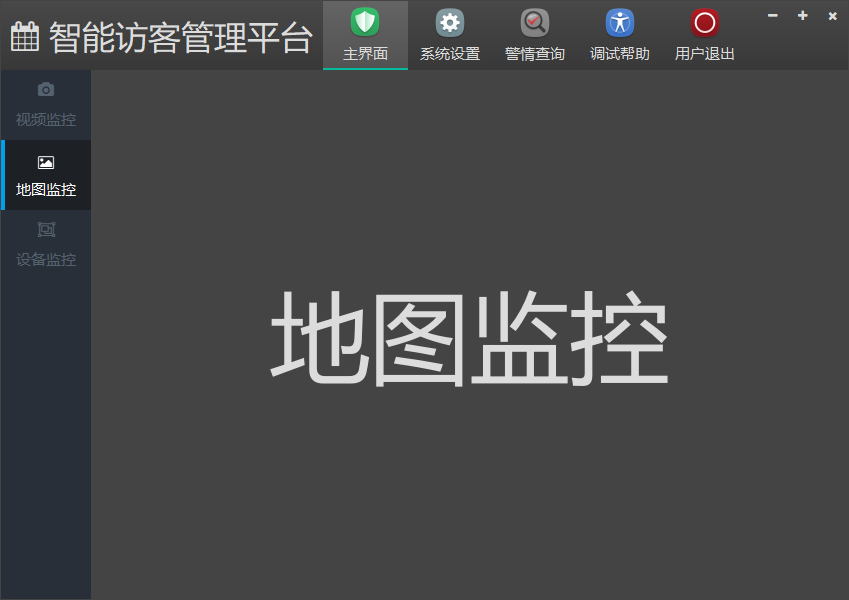 智能访客管理平台
主界面
系统设置
警情查询
调试帮助
用户退出
视频监控
地图监控
设备监控
地图监控